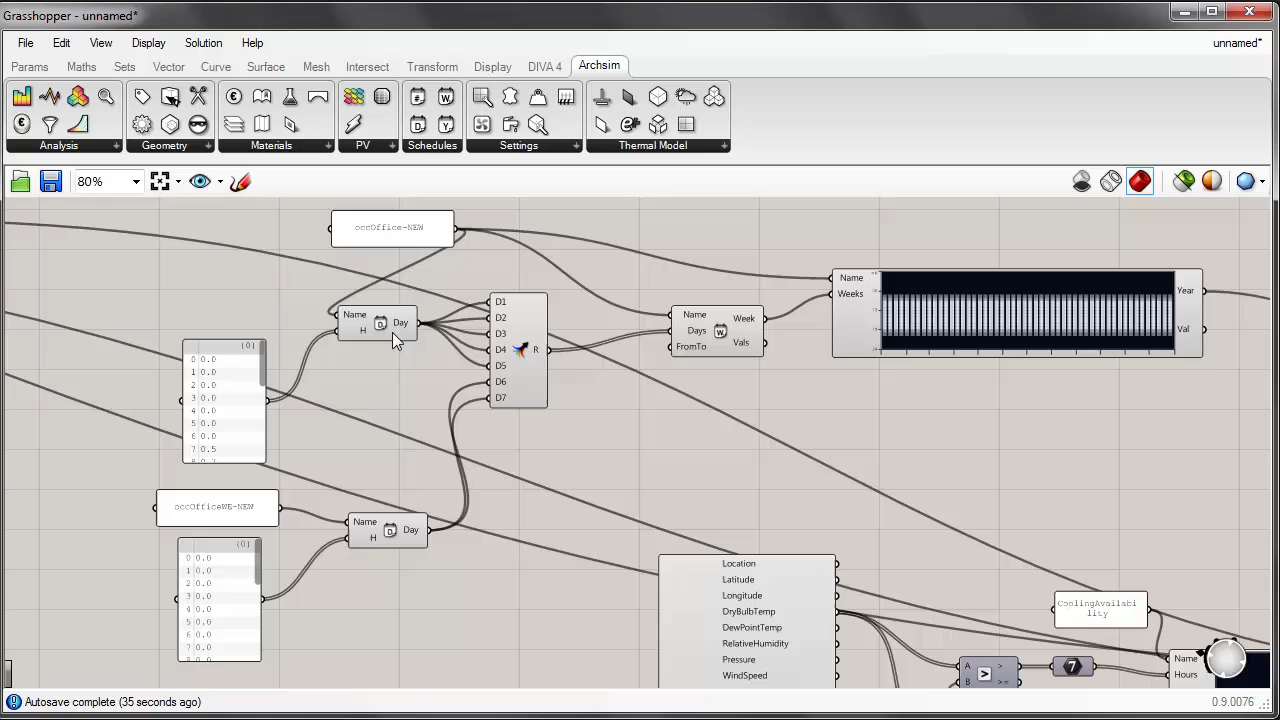 Grasshopper - unnamed*
File Edit View Display Solution Help unnamed*
Params Maths Sets Vector Curve Surface Mesh Intersect Transform Display DIVA 4 Archsim
Analysis Geometry Materials PV Schedules Settings Thermal Model
80%
occOffice-NEW
Name
H
Day
D1
D2
D3
D4
D5
D6
D7
R
Name
Days
FromTo
Week
Vals
Name
Weeks
Year
Val
{0}
0 0.0
1 0.0
2 0.0
3 0.0
4 0.0
5 0.0
6 0.0
7 0.5
occOfficeWE-NEW
Name
H
Day
{0}
0 0.0
1 0.0
2 0.0
3 0.0
4 0.0
5 0.0
6 0.0
7 0.0
Location
Latitude
Longitude
DryBulbTemp
DewPointTemp
RelativeHumidity
Pressure
WindSpeed
CoolingAvailabi
lity
A
B
>
>=
7
Name
Hours
Autosave complete (35 seconds ago) 0.9.0076